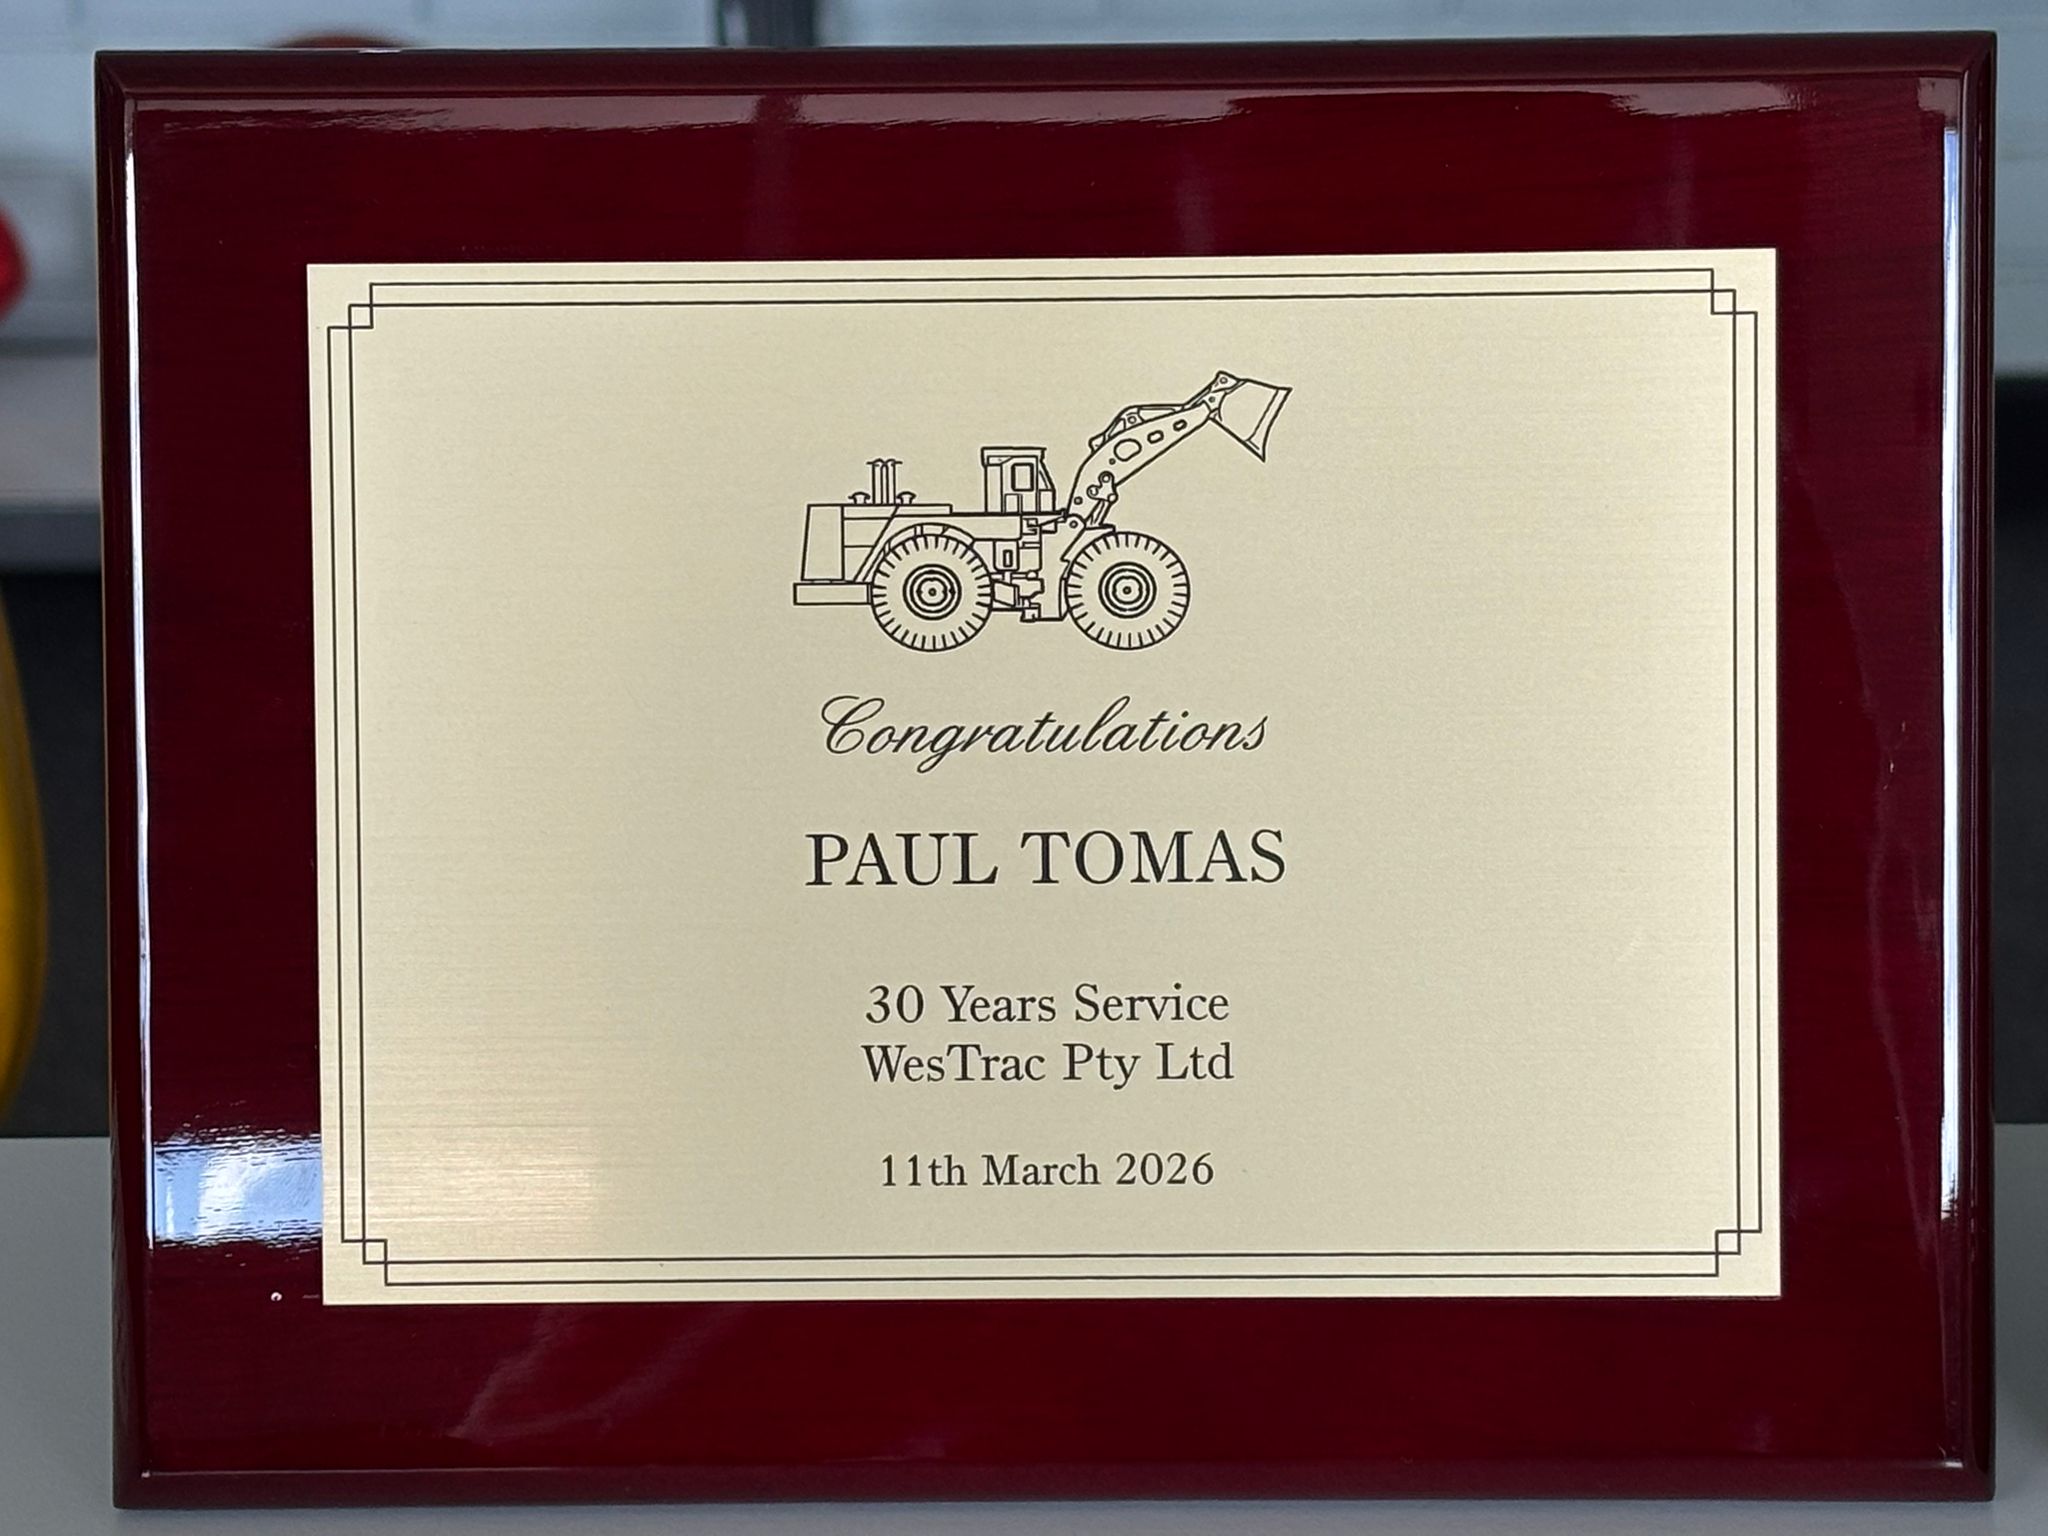 Congratulations
PAUL TOMAS
30 Years Service
WesTrac Pty Ltd
11th March 2026